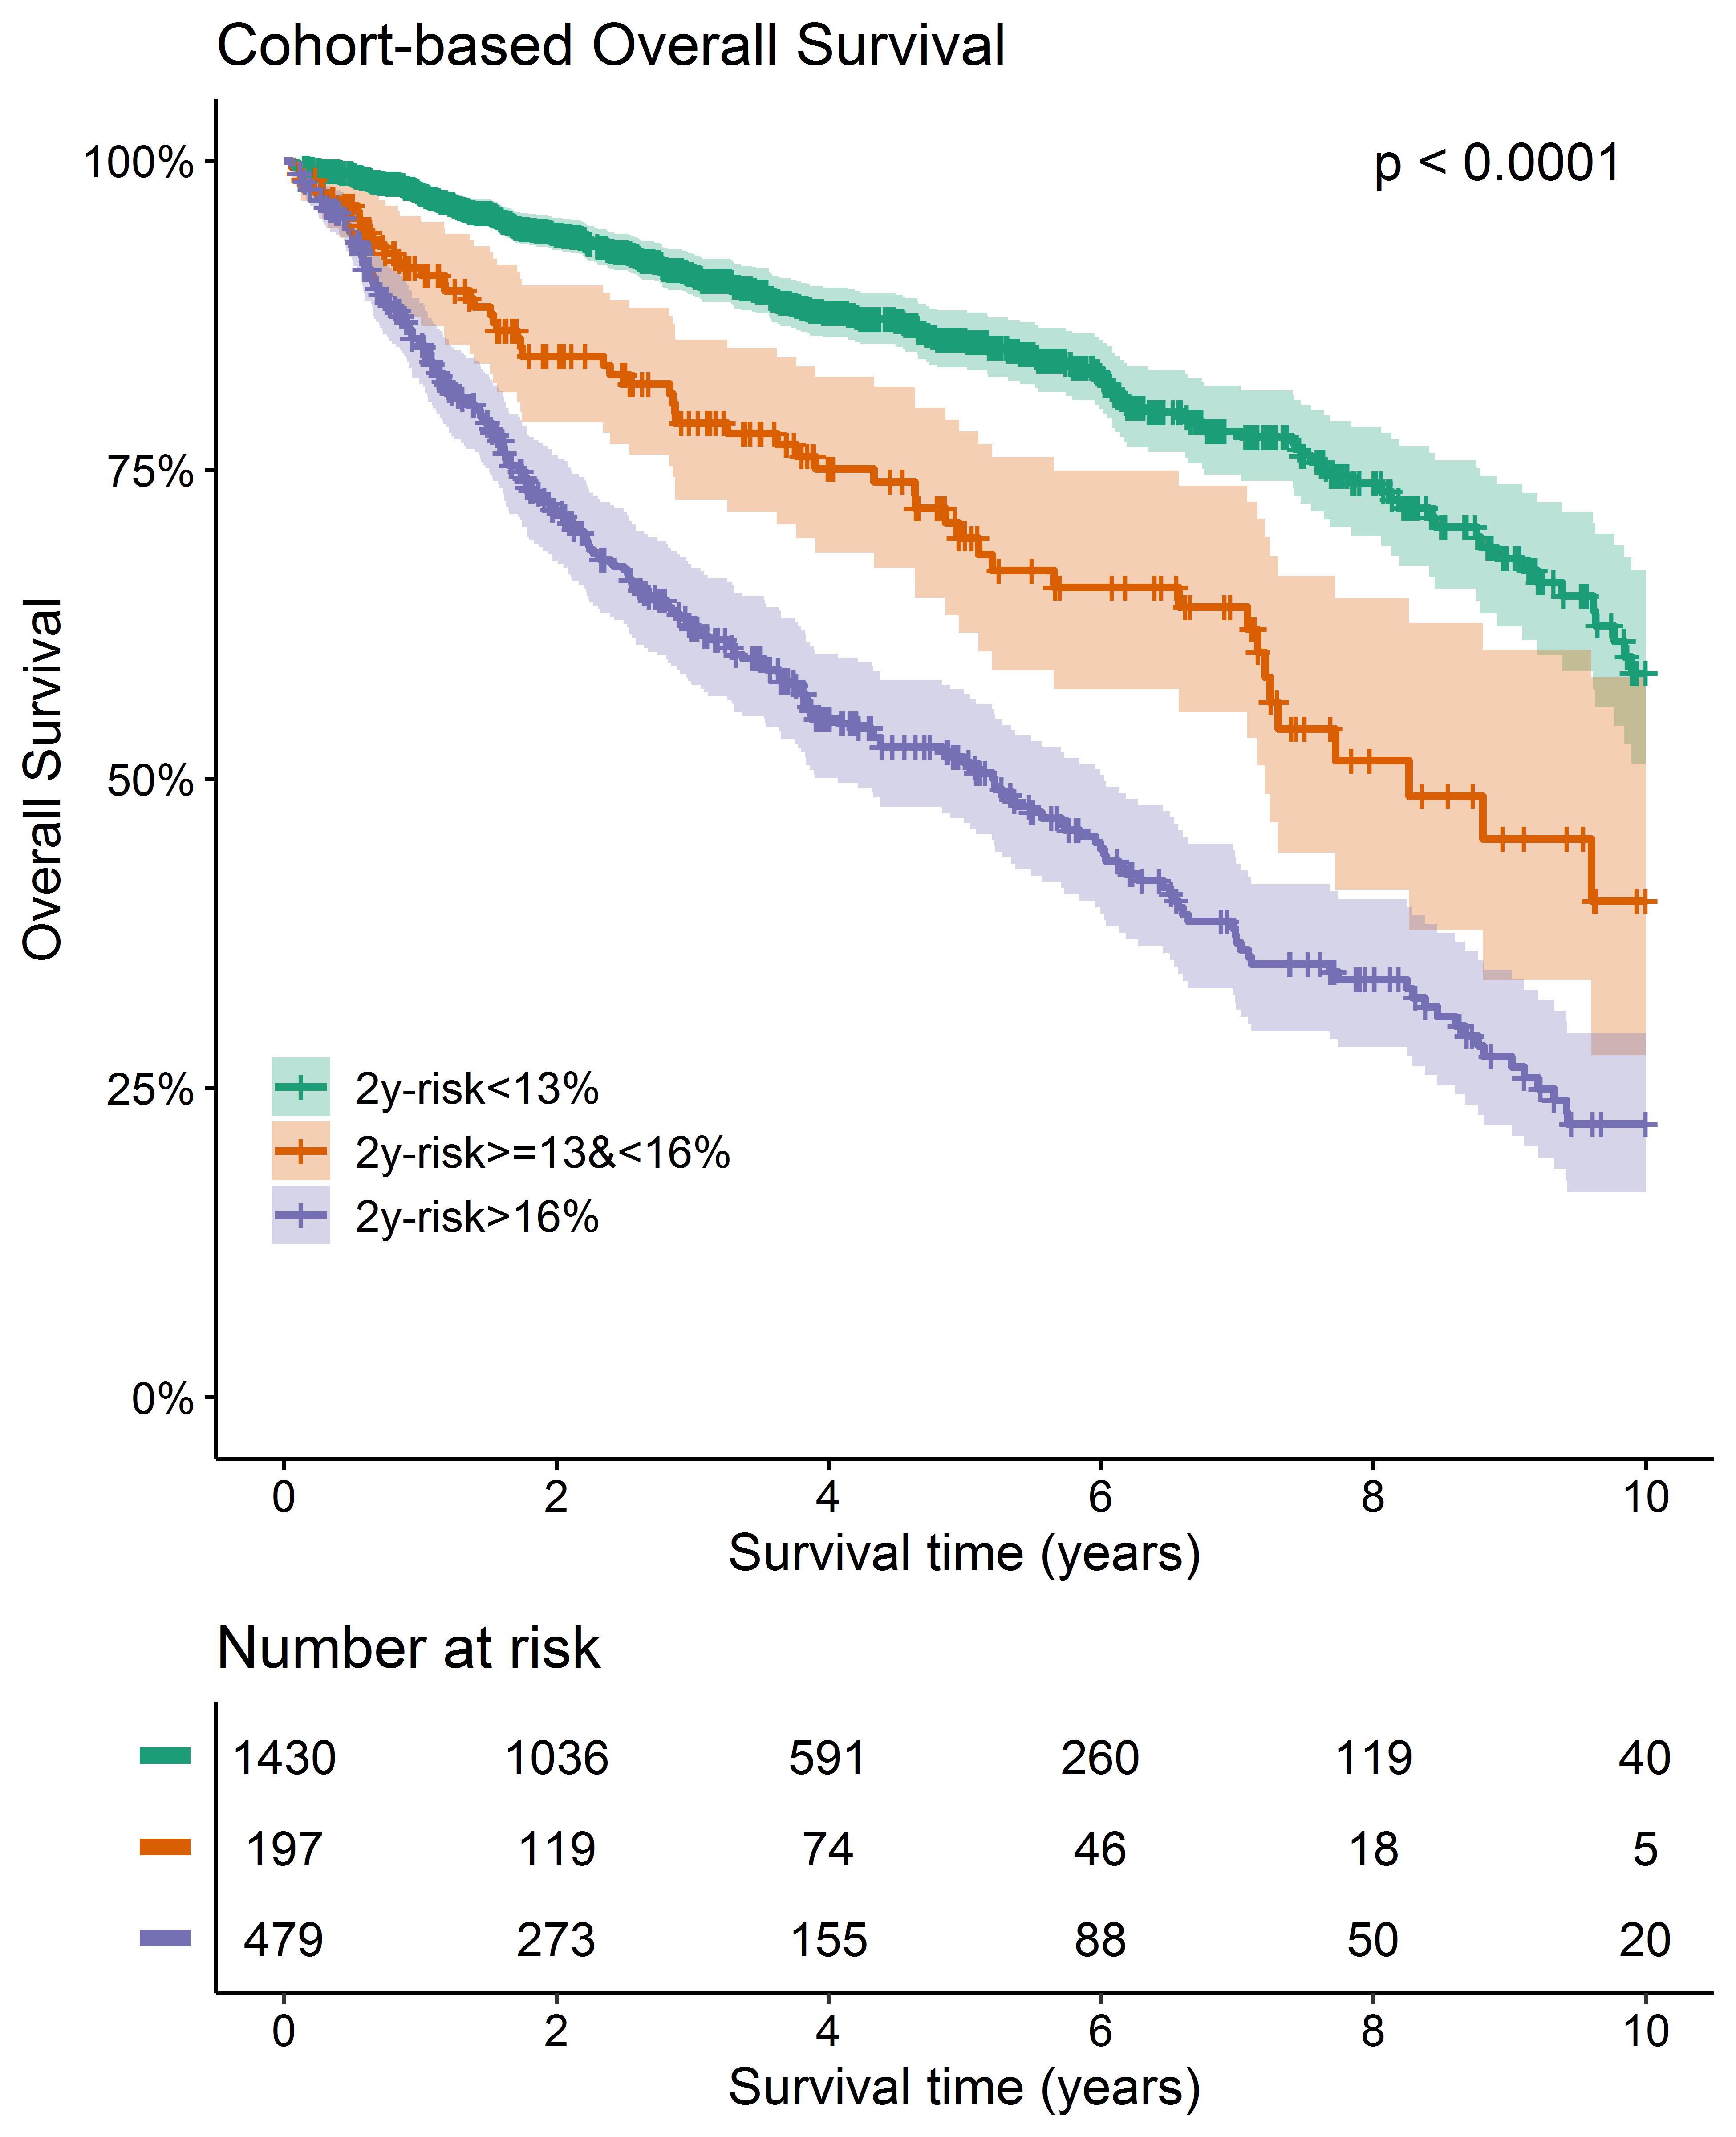 Cohort-based Overall Survival
p < 0.0001
100%
75%
50%
25%
0%
Overall Survival
2y-risk<13%
2y-risk>=13&<16%
2y-risk>16%
0 2 4 6 8 10
Survival time (years)
Number at risk
1430 1036 591 260 119 40
197 119 74 46 18 5
479 273 155 88 50 20
0 2 4 6 8 10
Survival time (years)